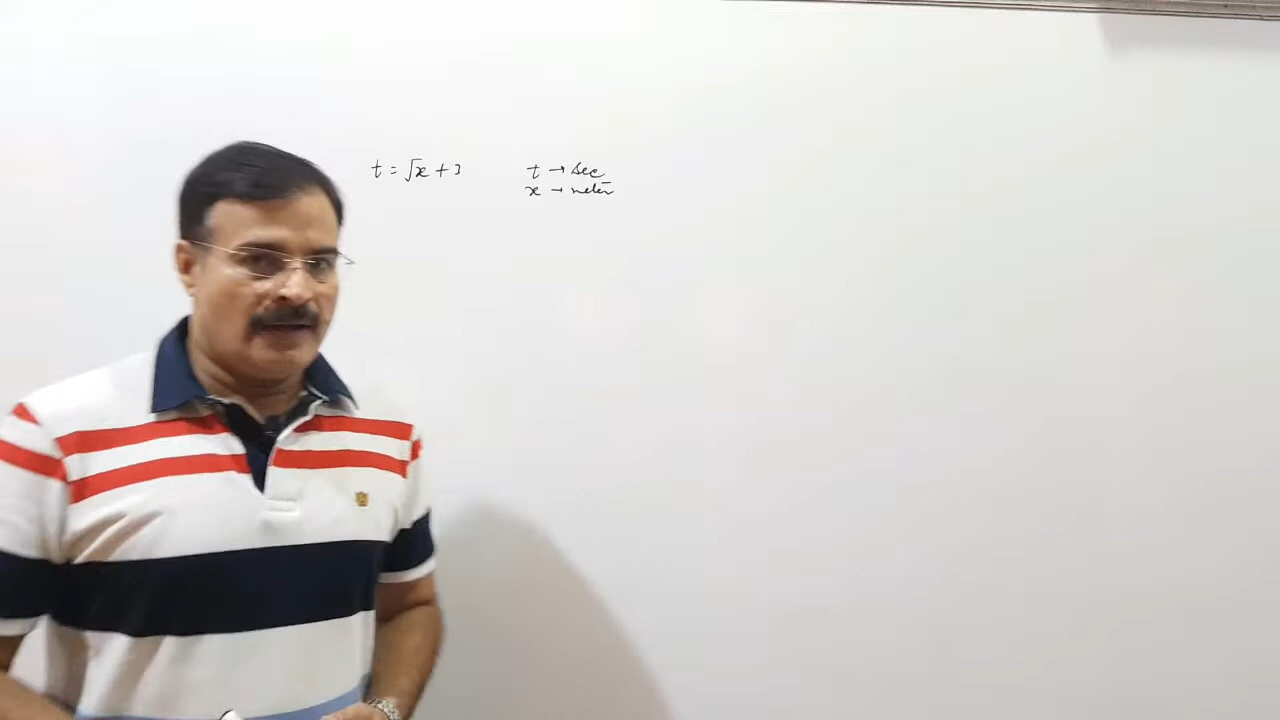 t = √x + 3 t → sec
x → meter